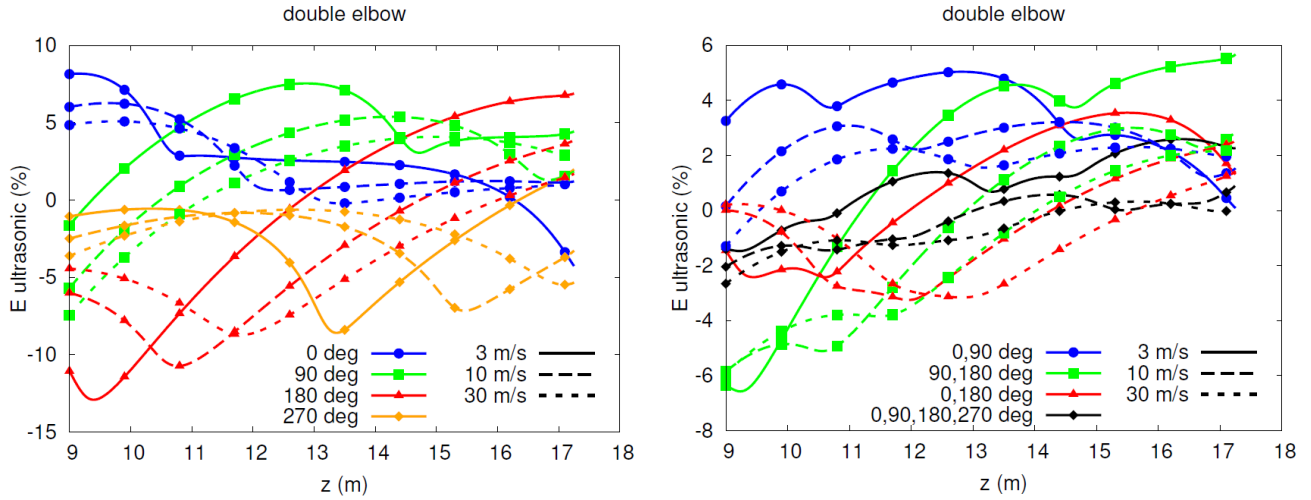 double elbow
10
5
0
-5
-10
-15
E ultrasonic (%)
0 deg
90 deg
180 deg
270 deg
3 m/s
10 m/s
30 m/s
9 10 11 12 13 14 15 16 17 18
z (m)
double elbow
6
4
2
0
-2
-4
-6
-8
E ultrasonic (%)
0,90 deg
90,180 deg
0,180 deg
0,90,180,270 deg
3 m/s
10 m/s
30 m/s
9 10 11 12 13 14 15 16 17 18
z (m)